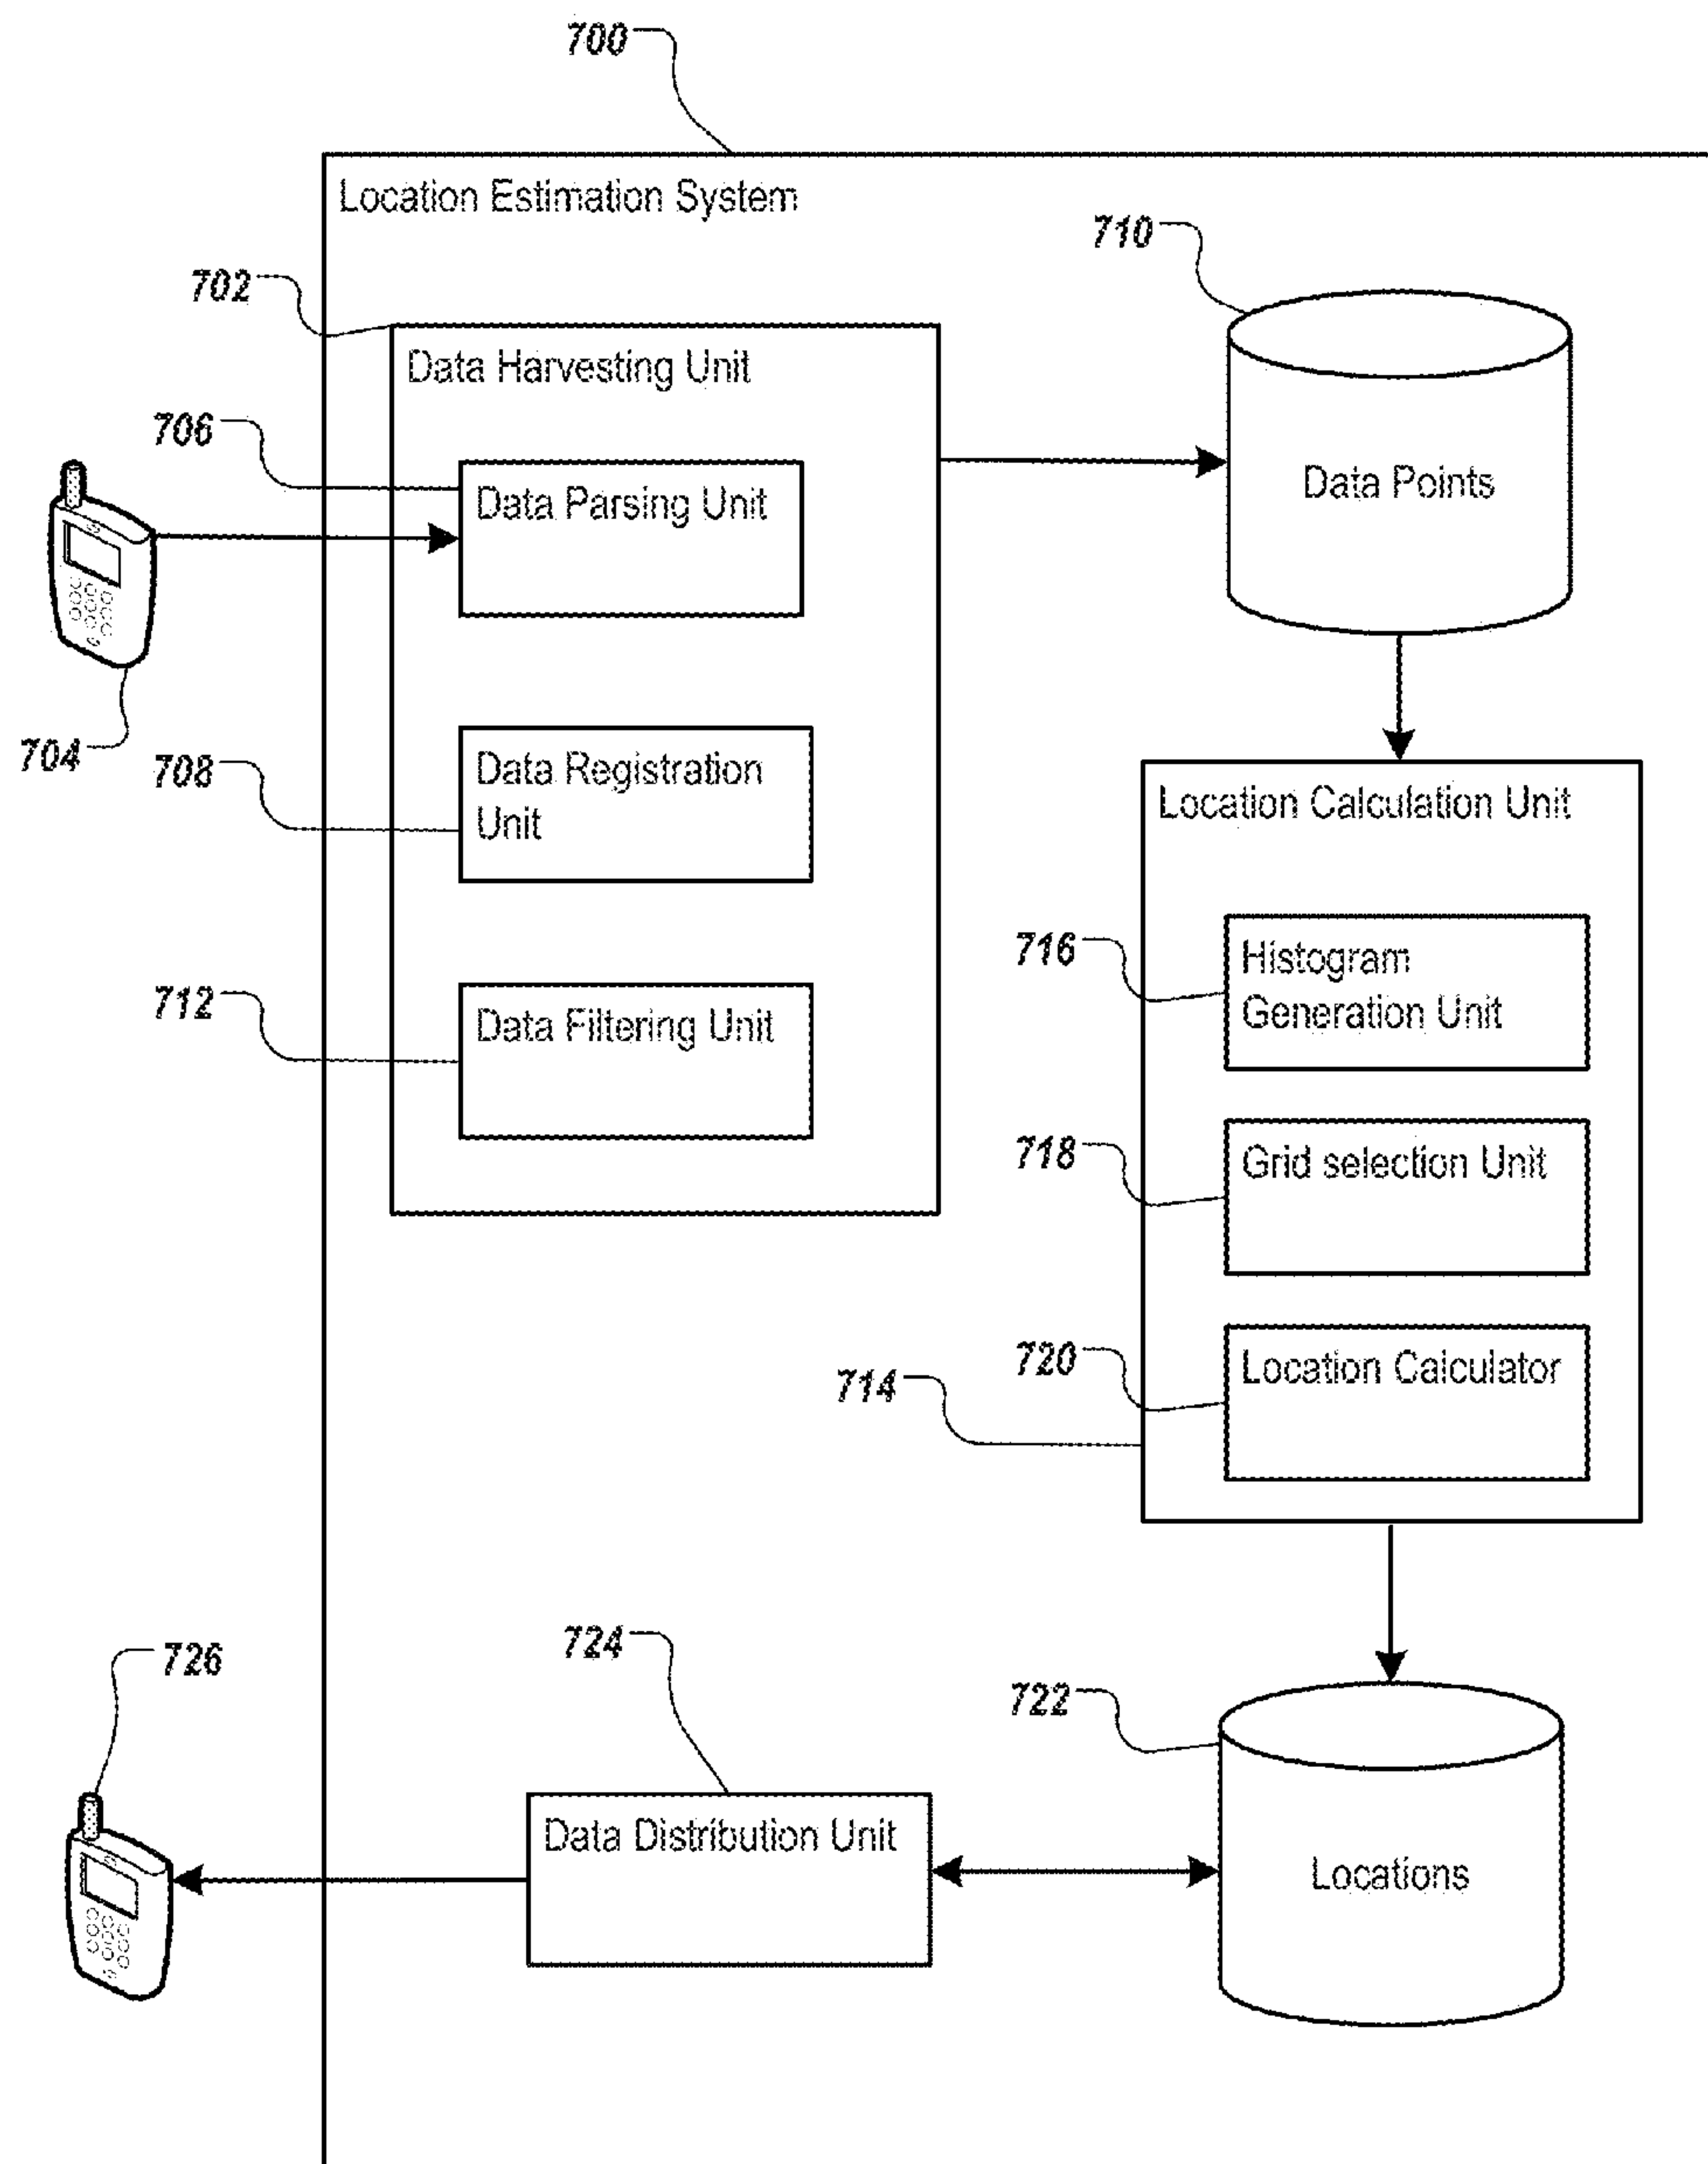 700
Location Estimation System
710
702
Data Harvesting Unit
706
Data Parsing Unit
Data Points
704
708
Data Registration
Unit
Location Calculation Unit
716
Histogram
Generation Unit
712
Data Filtering Unit
718
Grid selection Unit
720
Location Calculator
714
726
724
722
Data Distribution Unit
Locations